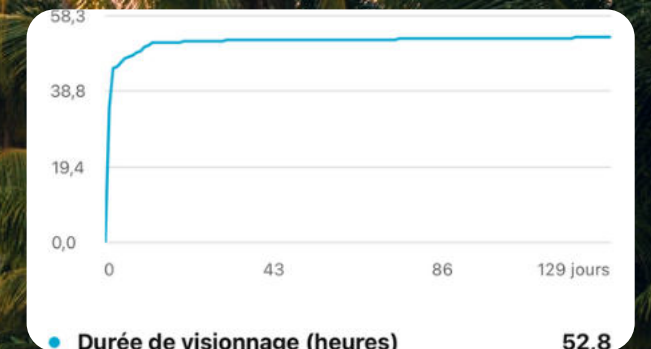 58,3
38,8
19,4
0,0
0 43 86 129 jours
Durée de visionnage (heures) 52,8